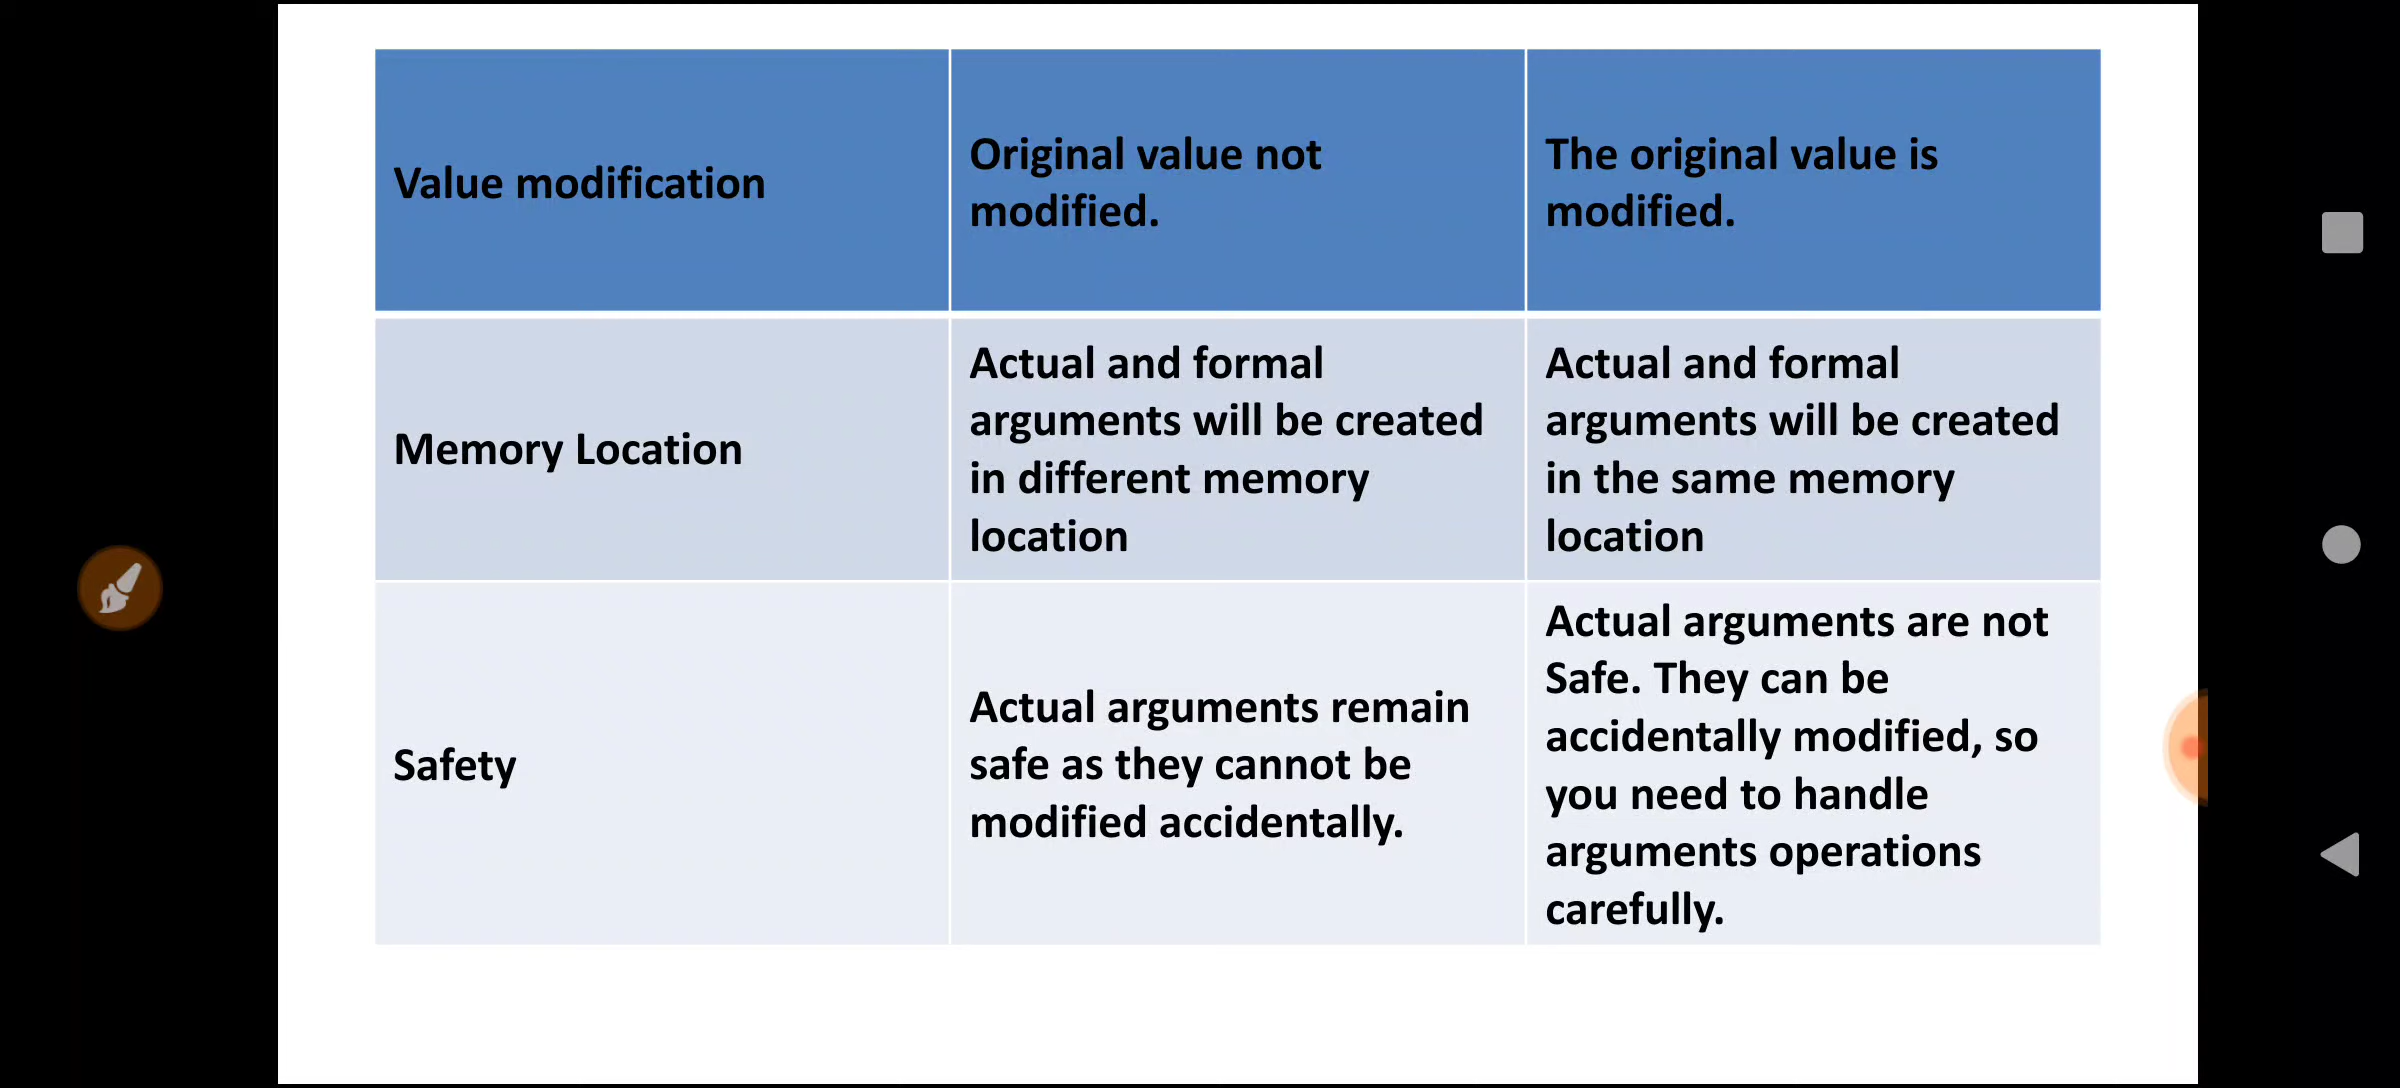 Value modification
Original value not
modified.
The original value is
modified.
Memory Location
Actual and formal
arguments will be created
in different memory
location
Actual and formal
arguments will be created
in the same memory
location
Safety
Actual arguments remain
safe as they cannot be
modified accidentally.
Actual arguments are not
Safe. They can be
accidentally modified, so
you need to handle
arguments operations
carefully.